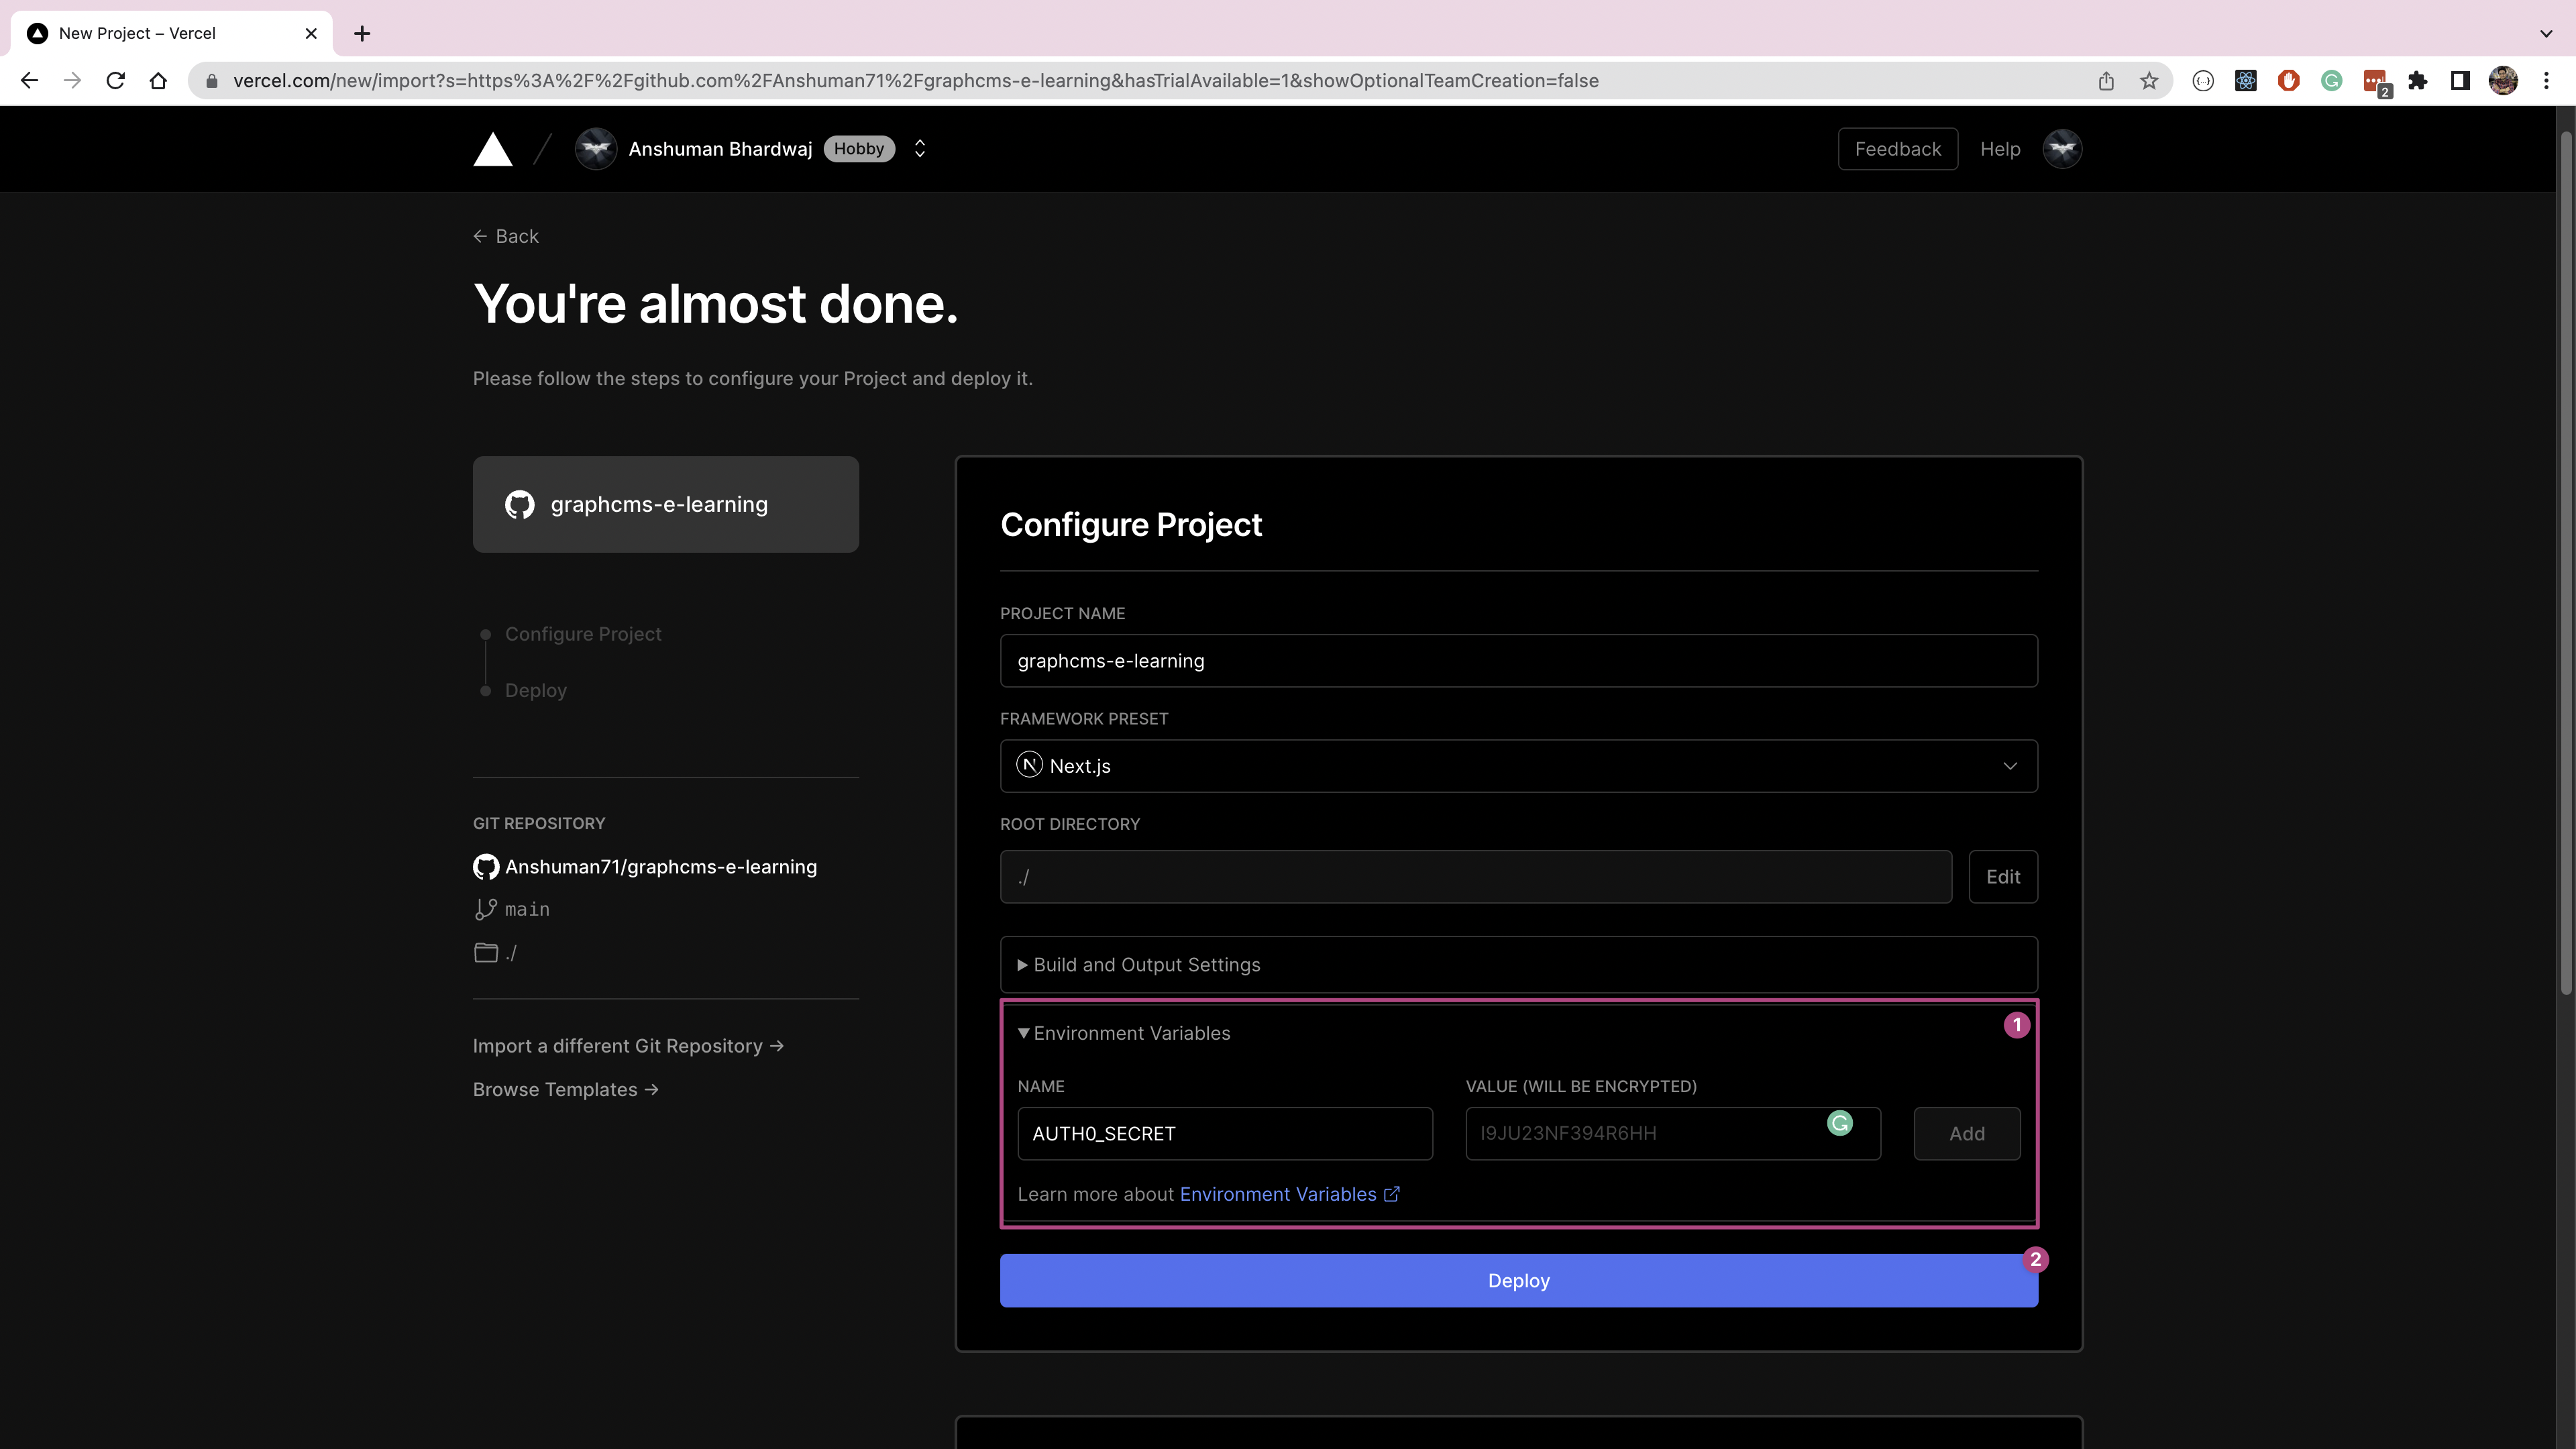 New Project – Vercel
vercel.com/new/import?s=https%3A%2F%2Fgithub.com%2FAnshuman71%2Fgraphcms-e-learning&hasTrialAvailable=1&showOptionalTeamCreation=false
2
Anshuman Bhardwaj Hobby
Feedback Help
← Back
You're almost done.
Please follow the steps to configure your Project and deploy it.
graphcms-e-learning
Configure Project
Deploy
GIT REPOSITORY
Anshuman71/graphcms-e-learning
main
./
Import a different Git Repository →
Browse Templates →
Configure Project
PROJECT NAME
graphcms-e-learning
FRAMEWORK PRESET
Next.js
ROOT DIRECTORY
./
Edit
Build and Output Settings
Environment Variables
1
NAME VALUE (WILL BE ENCRYPTED)
AUTH0_SECRET I9JU23NF394R6HH Add
Learn more about Environment Variables
2
Deploy